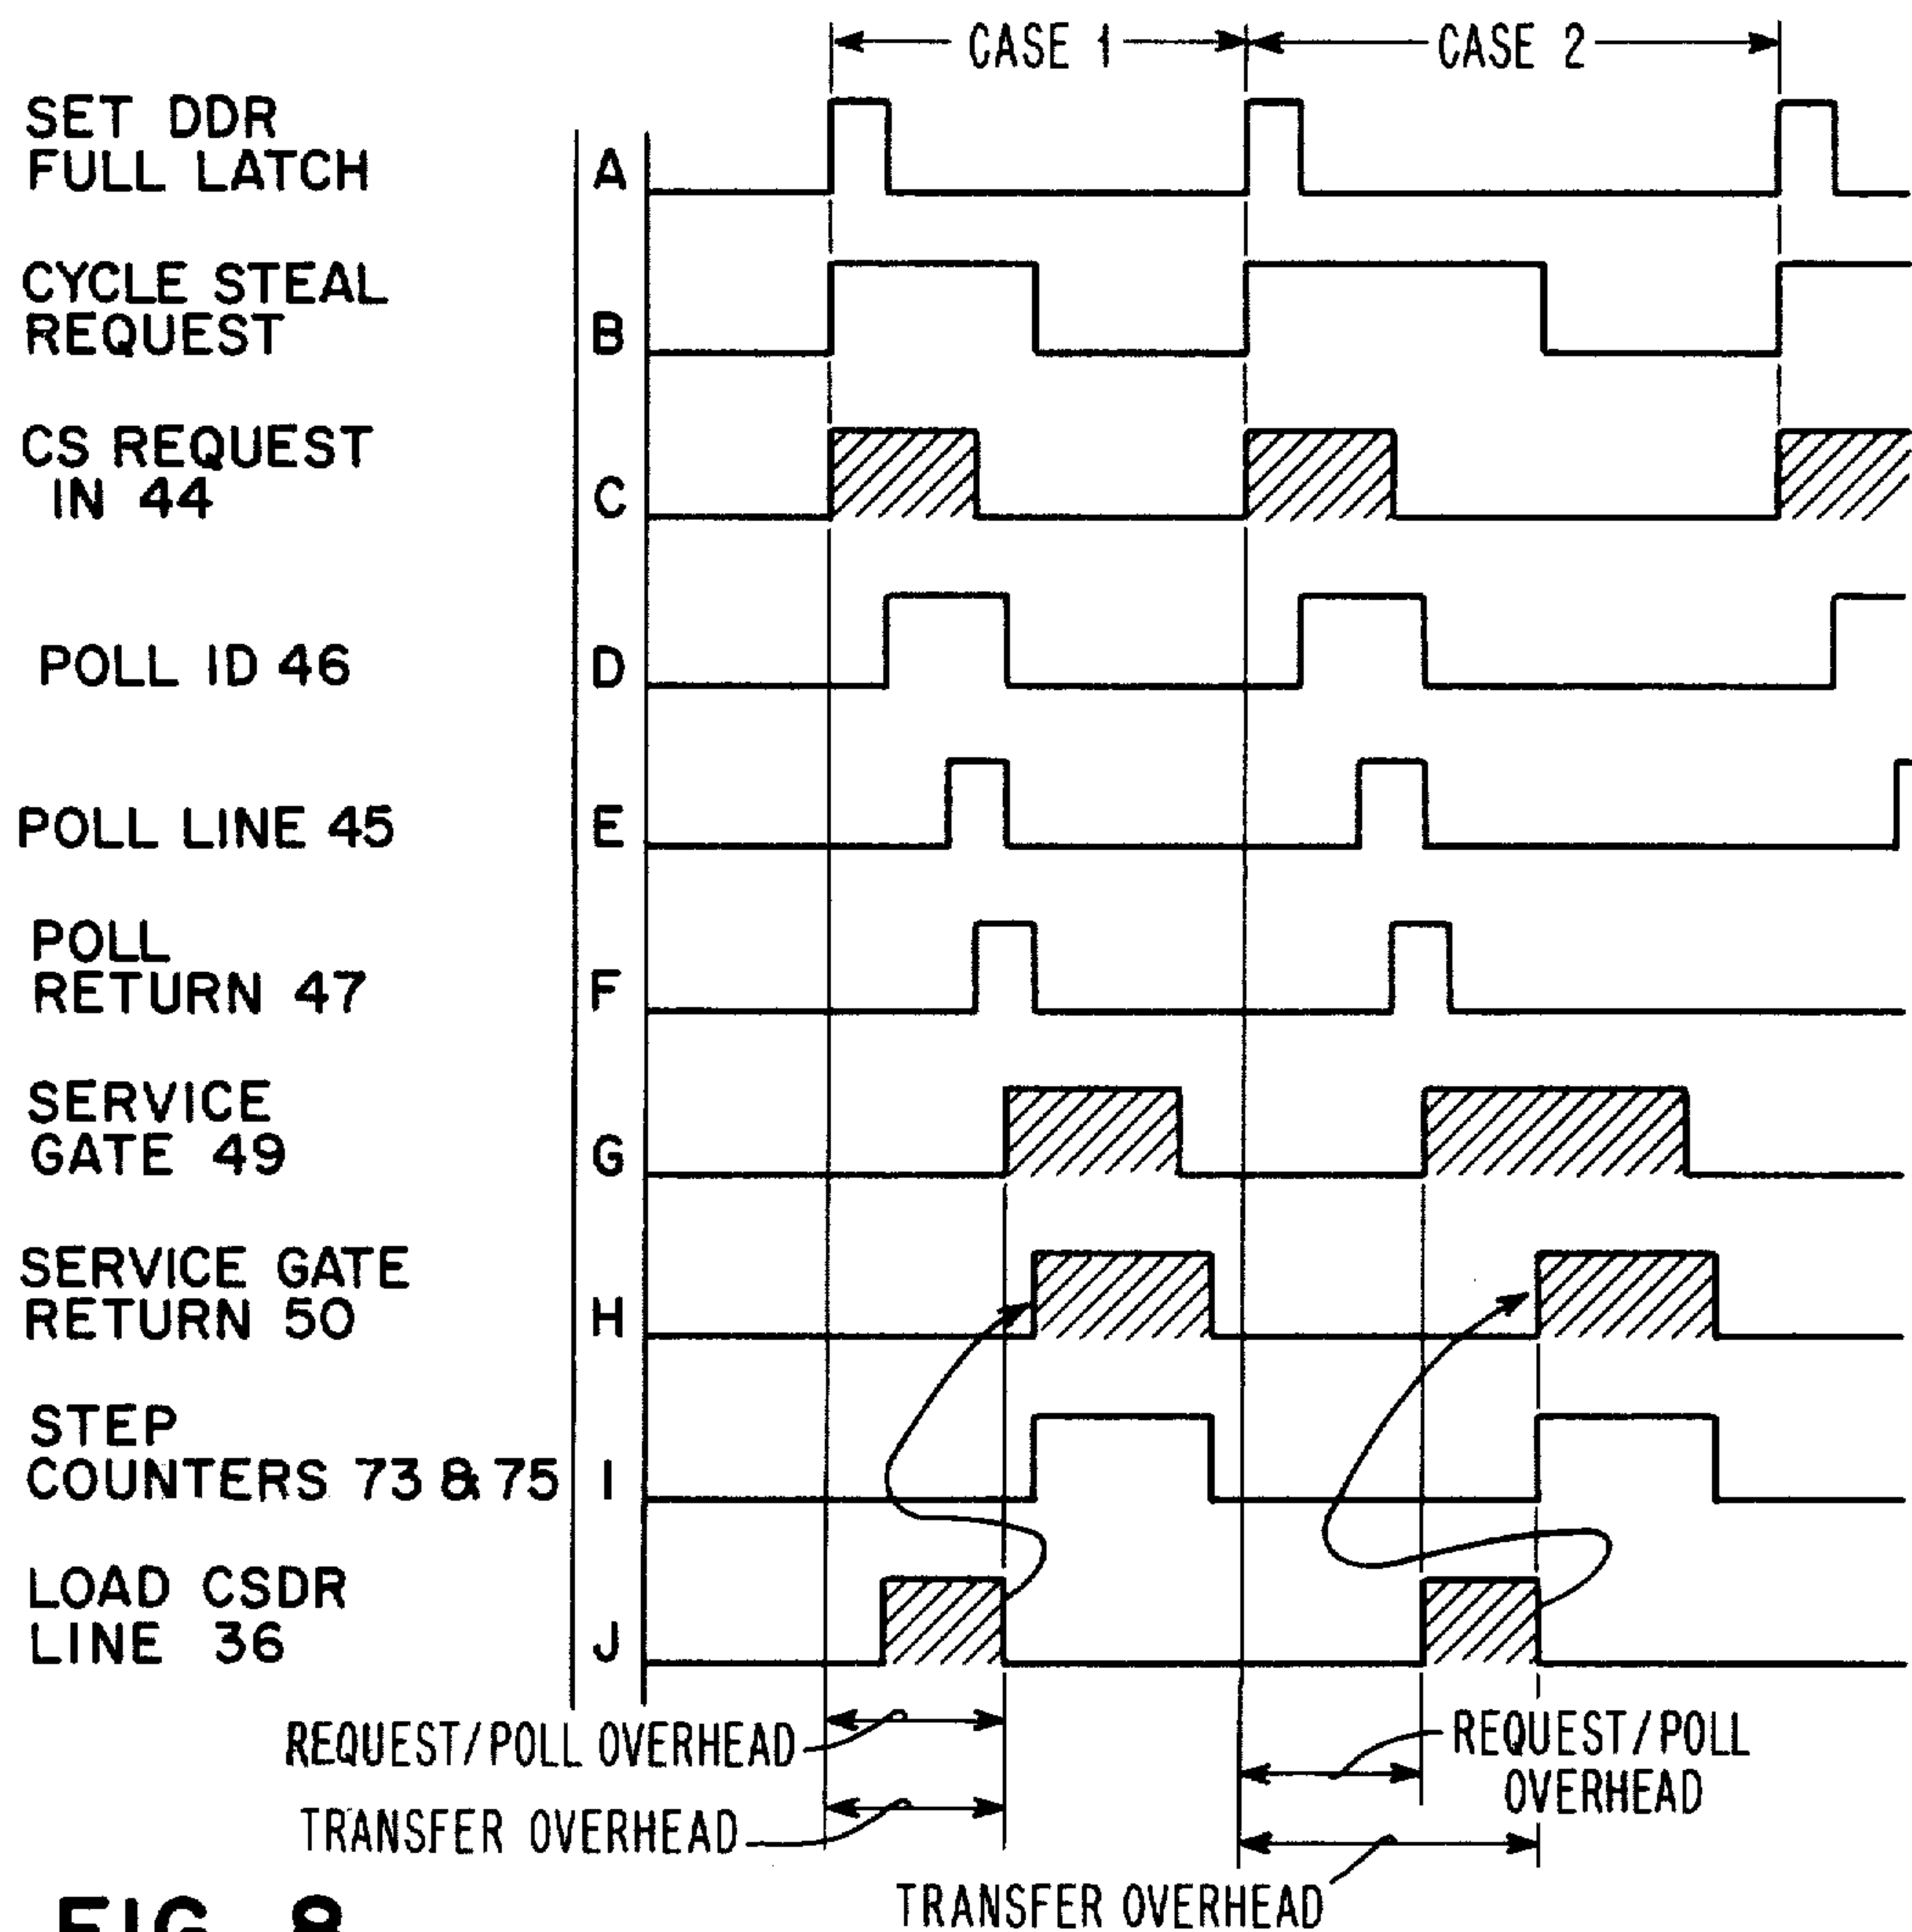 CASE 1
CASE 2
SET DDR
FULL LATCH
A
CYCLE STEAL
REQUEST
B
CS REQUEST
IN 44
C
POLL ID 46
D
POLL LINE 45
E
POLL
RETURN 47
F
SERVICE
GATE 49
G
SERVICE GATE
RETURN 50
H
STEP
COUNTERS 73 & 75
I
LOAD CSDR
LINE 36
J
REQUEST/POLL OVERHEAD
REQUEST/POLL
OVERHEAD
TRANSFER OVERHEAD
TRANSFER OVERHEAD
FIG. 8